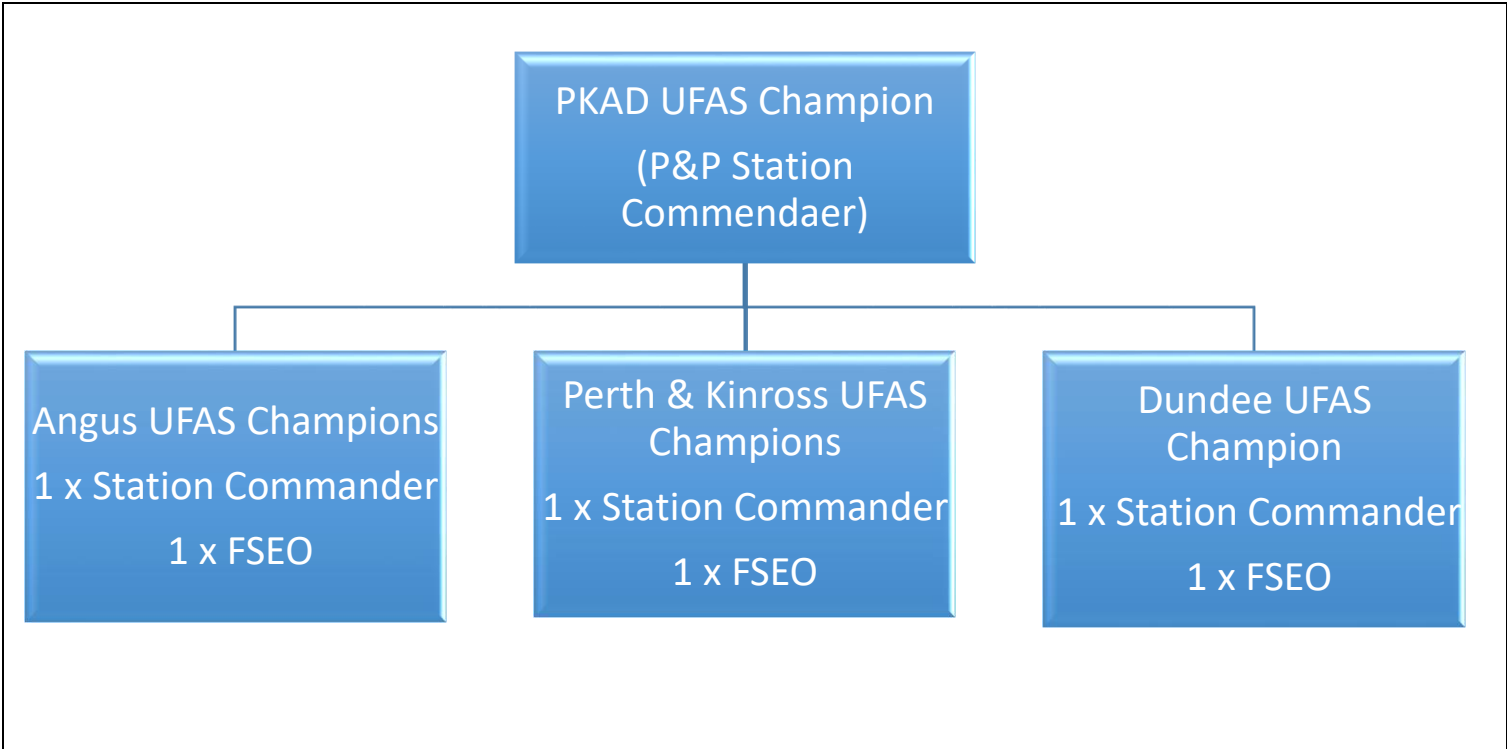 PKAD UFAS Champion
(P&P Station
Commendaer)
Angus UFAS Champions
1 x Station Commander
1 x FSEO
Perth & Kinross UFAS
Champions
1 x Station Commander
1 x FSEO
Dundee UFAS
Champion
1 x Station Commander
1 x FSEO